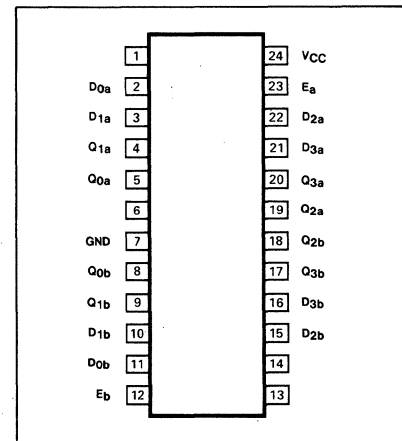 1 24 VCC
D0a 2 23 Ea
D1a 3 22 D2a
Q1a 4 21 D3a
Q0a 5 20 Q3a
6 19 Q2a
GND 7 18 Q2b
Q0b 8 17 Q3b
Q1b 9 16 D3b
D1b 10 15 D2b
D0b 11 14
Eb 12 13